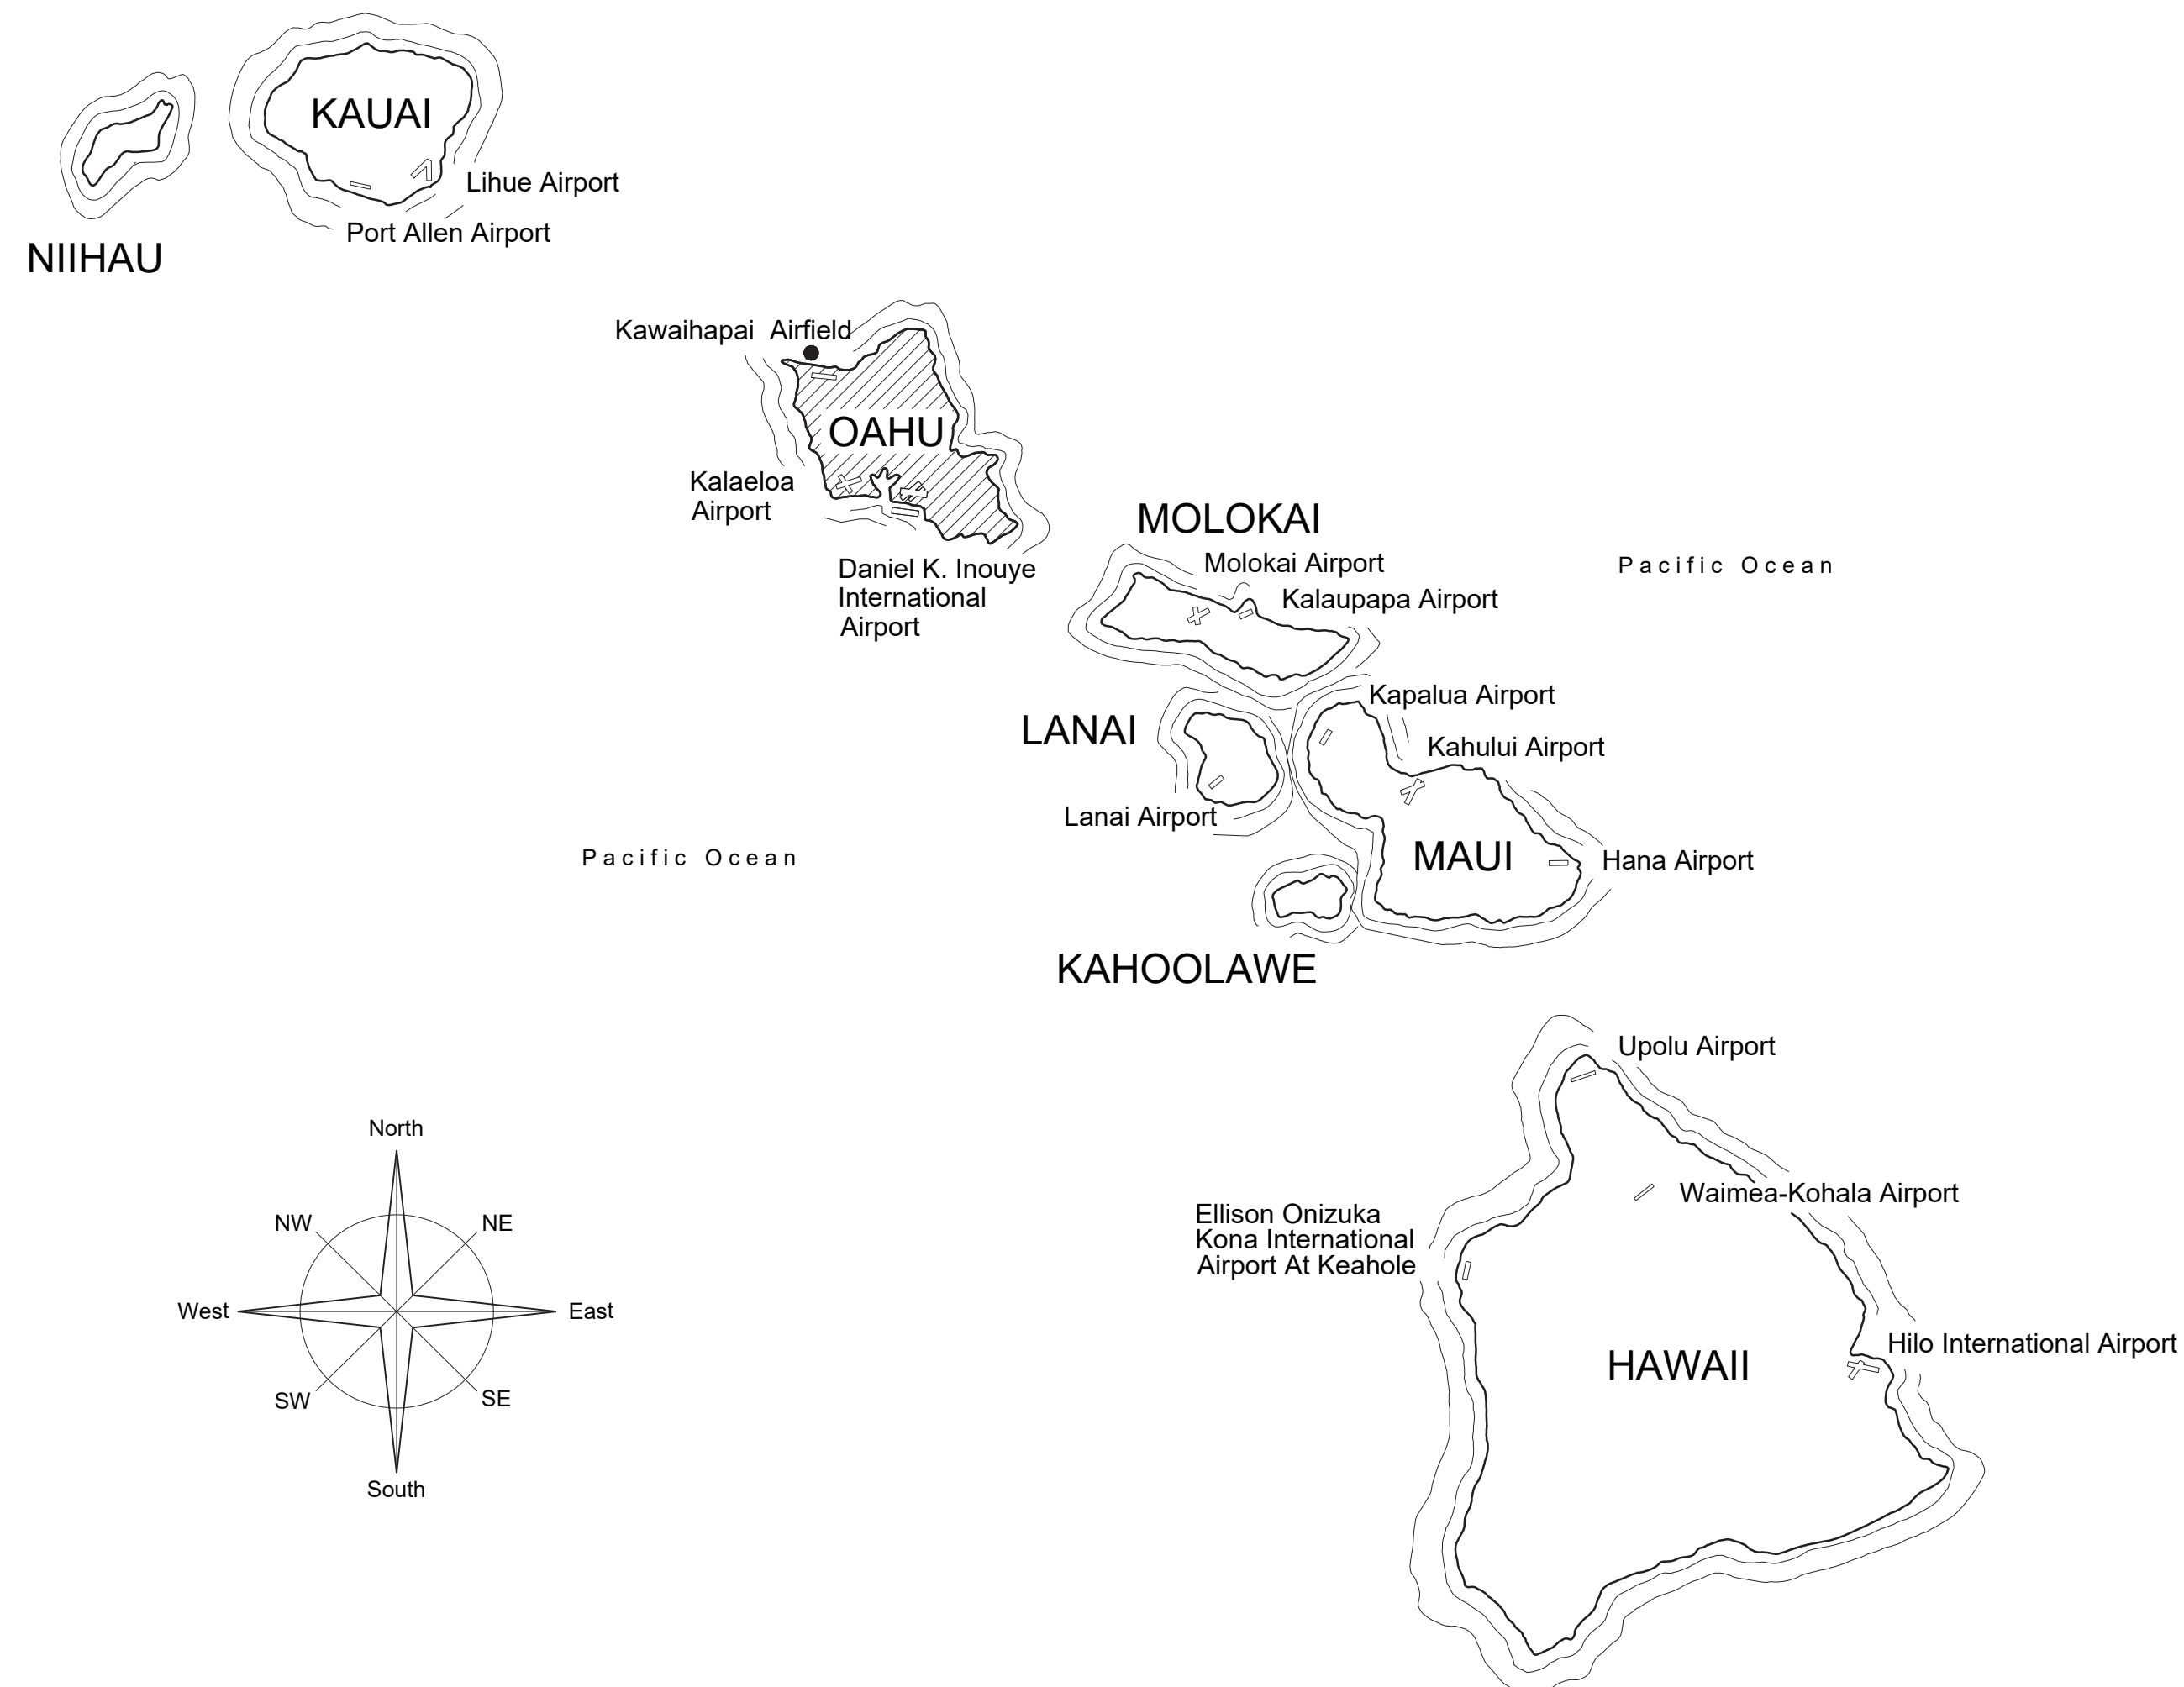 KAUAI
Lihue Airport
Port Allen Airport
NIIHAU
Kawaihapai Airfield
OAHU
Kalaeloa
Airport
Daniel K. Inouye
International
Airport
MOLOKAI
Molokai Airport
Kalaupapa Airport
Pacific Ocean
Kapalua Airport
LANAI
Kahului Airport
Lanai Airport
Pacific Ocean
MAUI
Hana Airport
KAHOOLAWE
Upolu Airport
Waimea-Kohala Airport
Ellison Onizuka
Kona International
Airport At Keahole
Hilo International Airport
HAWAII
North
NW
NE
West
East
SW
SE
South